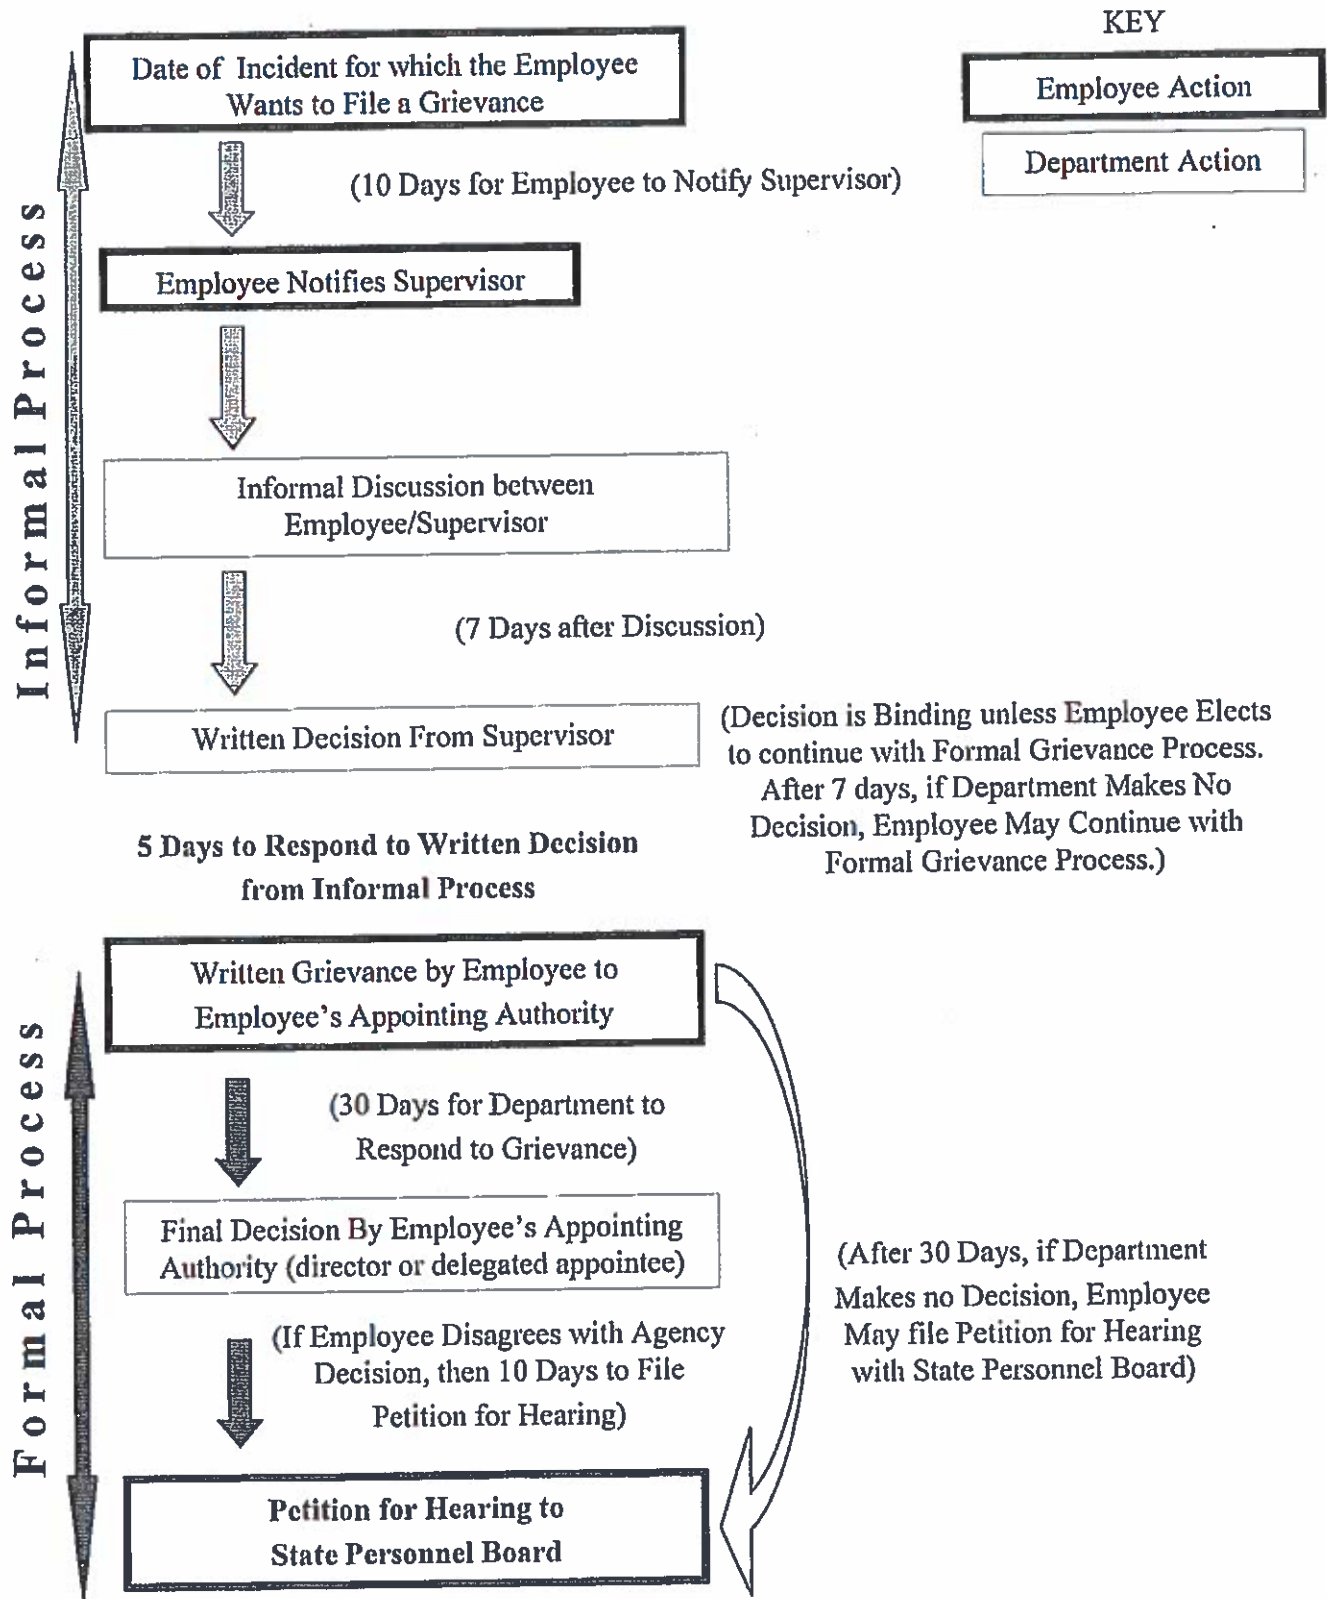 KEY
Date of Incident for which the Employee
Wants to File a Grievance
Employee Action
Department Action
(10 Days for Employee to Notify Supervisor)
Employee Notifies Supervisor
Informal Discussion between
Employee/Supervisor
(7 Days after Discussion)
Written Decision From Supervisor
(Decision is Binding unless Employee Elects
to continue with Formal Grievance Process.
After 7 days, if Department Makes No
Decision, Employee May Continue with
Formal Grievance Process.)
Informal Process
5 Days to Respond to Written Decision
from Informal Process
Written Grievance by Employee to
Employee's Appointing Authority
(30 Days for Department to
Respond to Grievance)
Final Decision By Employee's Appointing
Authority (director or delegated appointee)
(After 30 Days, if Department
Makes no Decision, Employee
May file Petition for Hearing
with State Personnel Board)
(If Employee Disagrees with Agency
Decision, then 10 Days to File
Petition for Hearing)
Petition for Hearing to
State Personnel Board
Formal Process